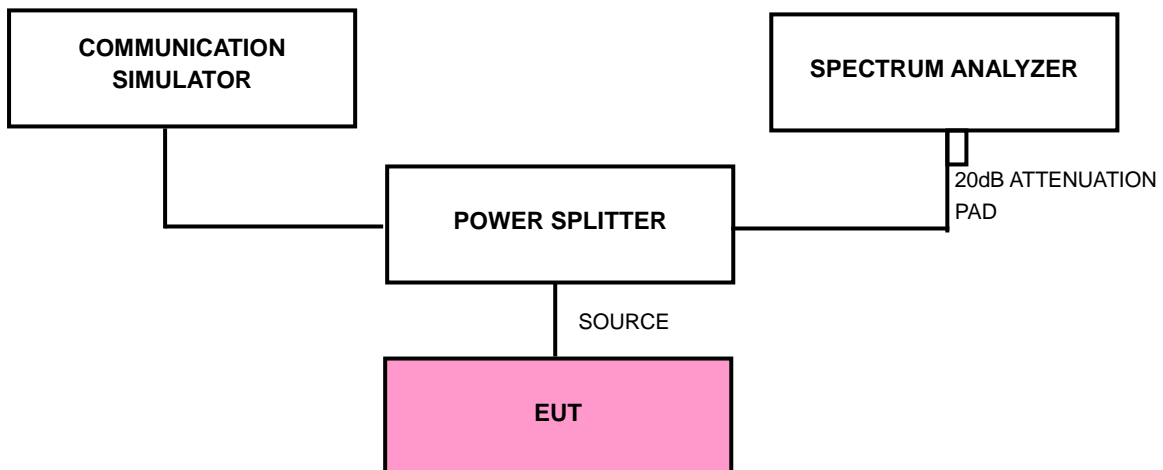 COMMUNICATION
SIMULATOR
SPECTRUM ANALYZER
20dB ATTENUATION
PAD
POWER SPLITTER
SOURCE
EUT